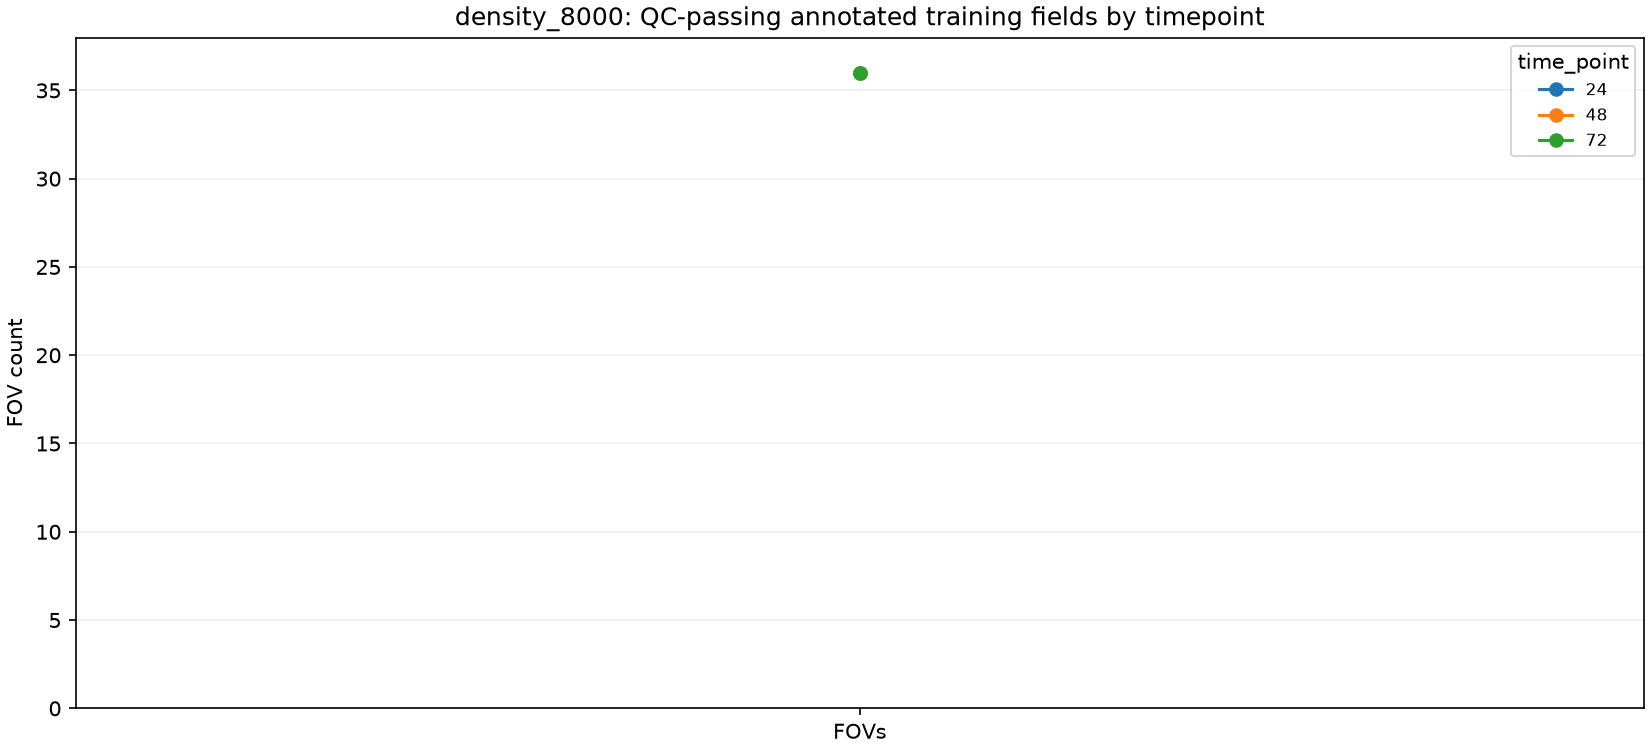 density_8000: QC-passing annotated training fields by timepoint
time_point
24
48
72
FOV count
35
30
25
20
15
10
5
0
FOVs